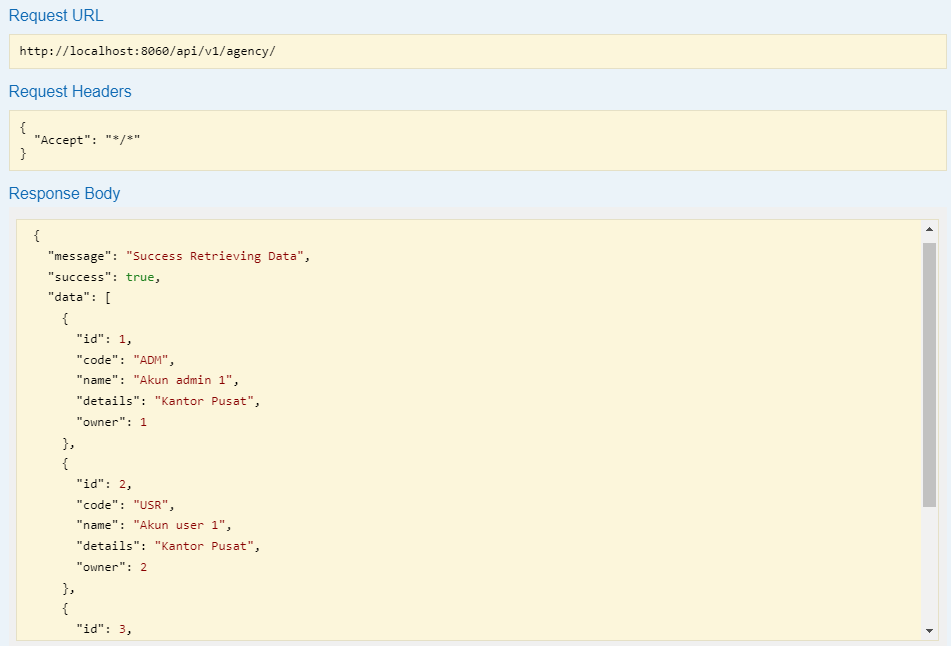 Request URL
http://localhost:8060/api/v1/agency/
Request Headers
{
  "Accept": "*/*"
}
Response Body
{
  "message": "Success Retrieving Data",
  "success": true,
  "data": [
    {
      "id": 1,
      "code": "ADM",
      "name": "Akun admin 1",
      "details": "Kantor Pusat",
      "owner": 1
    },
    {
      "id": 2,
      "code": "USR",
      "name": "Akun user 1",
      "details": "Kantor Pusat",
      "owner": 2
    },
    {
      "id": 3,